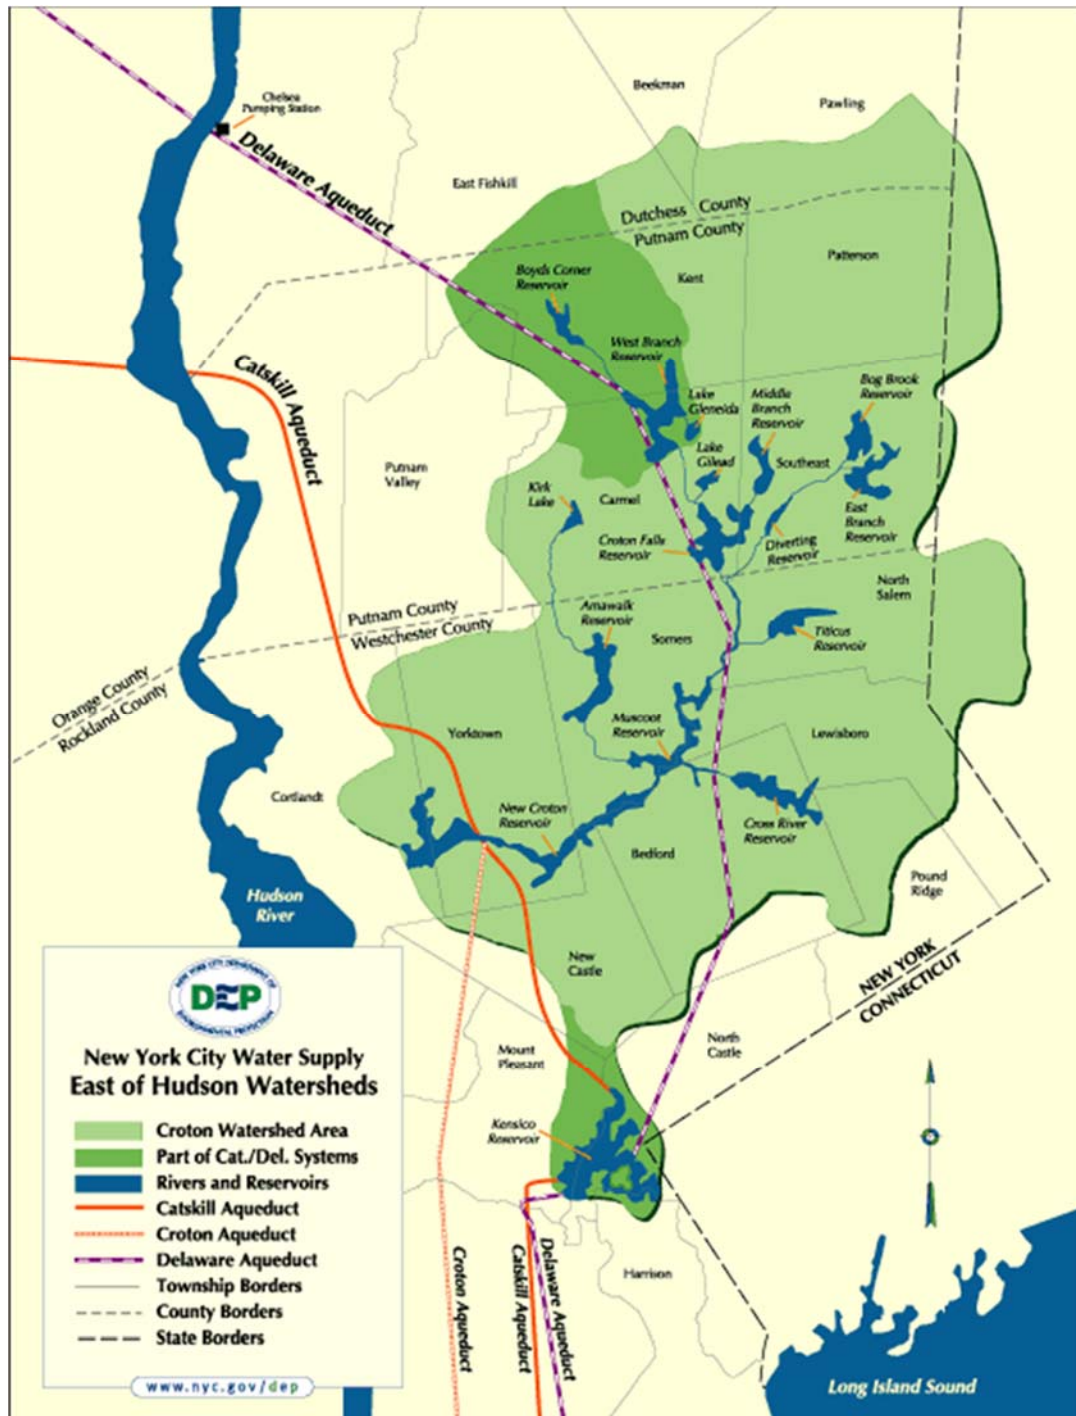 Beekman
Pawling
Chelsea
Pumping Station
Delaware Aqueduct
East Fishkill
Dutchess County
Putnam County
Patterson
Boyds Corner
Reservoir
Kent
West Branch
Reservoir
Catskill Aqueduct
Lake
Gleneida
Middle
Branch
Reservoir
Bog Brook
Reservoir
Putnam
Valley
Lake
Gilead
Southeast
Kirk
Lake
Carmel
East
Branch
Reservoir
Croton Falls
Reservoir
Diverting
Reservoir
North
Salem
Putnam County
Westchester County
Amawalk
Reservoir
Somers
Titicus
Reservoir
Orange County
Rockland County
Yorktown
Muscoot
Reservoir
Lewisboro
Cortlandt
New Croton
Reservoir
Cross River
Reservoir
Bedford
Pound
Ridge
Hudson
River
New
Castle
NEW YORK
CONNECTICUT
North
Castle
Mount
Pleasant
Kensico
Reservoir
Harrison
Croton Aqueduct
Catskill Aqueduct
Delaware Aqueduct
Long Island Sound
NEW YORK CITY DEPARTMENT OF
DEP
ENVIRONMENTAL PROTECTION
New York City Water Supply
East of Hudson Watersheds
Croton Watershed Area
Part of Cat./Del. Systems
Rivers and Reservoirs
Catskill Aqueduct
Croton Aqueduct
Delaware Aqueduct
Township Borders
County Borders
State Borders
www.nyc.gov/dep